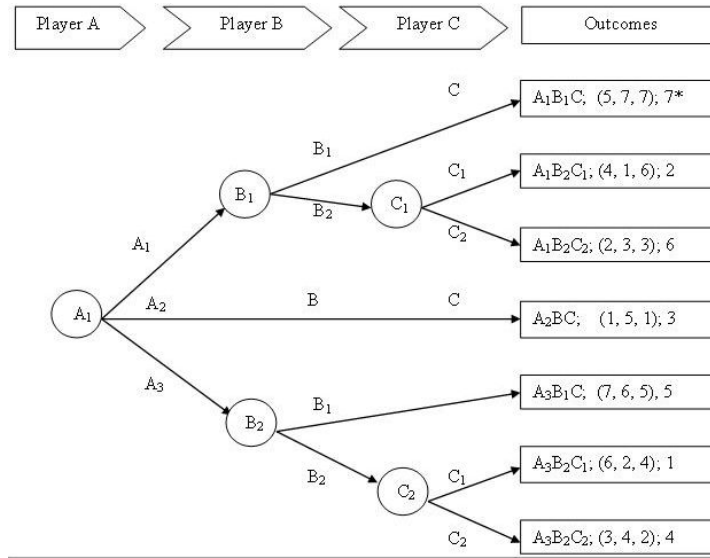 Player A
Player B
Player C
Outcomes
C
A₁B₁C; (5, 7, 7); 7*
B₁
C₁
A₁B₂C₁; (4, 1, 6); 2
B₁
B₂
C₁
C₂
A₁B₂C₂; (2, 3, 3); 6
A₁
A₁
A₂
B
C
A₂BC; (1, 5, 1); 3
A₃
B₁
A₃B₁C; (7, 6, 5), 5
B₂
B₂
C₂
C₁
A₃B₂C₁; (6, 2, 4); 1
C₂
A₃B₂C₂; (3, 4, 2); 4